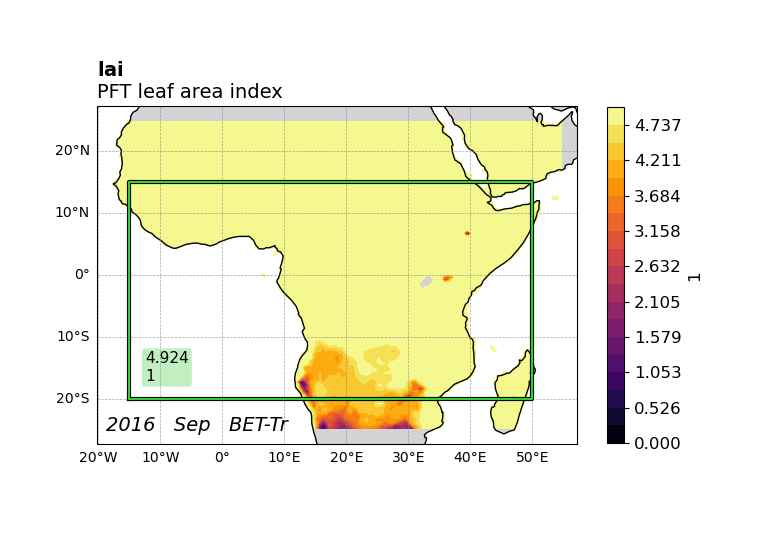 lai
PFT leaf area index
20°N
10°N
0°
10°S
20°S
20°W
10°W
0°
10°E
20°E
30°E
40°E
50°E
4.924
1
2016 Sep BET-Tr
4.737
4.211
3.684
3.158
2.632
2.105
1.579
1.053
0.526
0.000
1